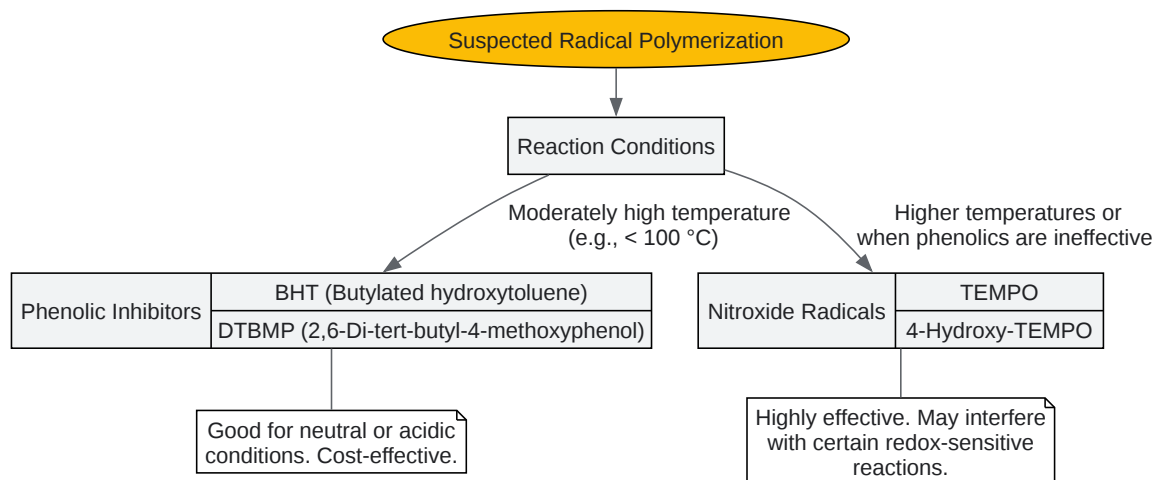 Suspected Radical Polymerization
Reaction Conditions
Moderately high temperature
(e.g., < 100 °C)
Higher temperatures or
when phenolics are ineffective
Phenolic Inhibitors
BHT (Butylated hydroxytoluene)
DTBMP (2,6-Di-tert-butyl-4-methoxyphenol)
Nitroxide Radicals
TEMPO
4-Hydroxy-TEMPO
Good for neutral or acidic
conditions. Cost-effective.
Highly effective. May interfere
with certain redox-sensitive
reactions.